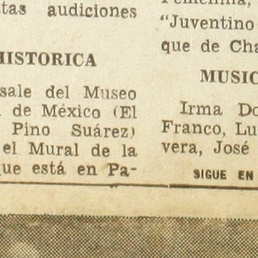 tas audiciones
HISTORICA
sale del Museo
de México (El
Pino Suárez)
el Mural de la
que está en Pa-
"Juventino
que de Cha
MUSIC
Irma Do
Franco, Lu
vera, José
SIGUE EN